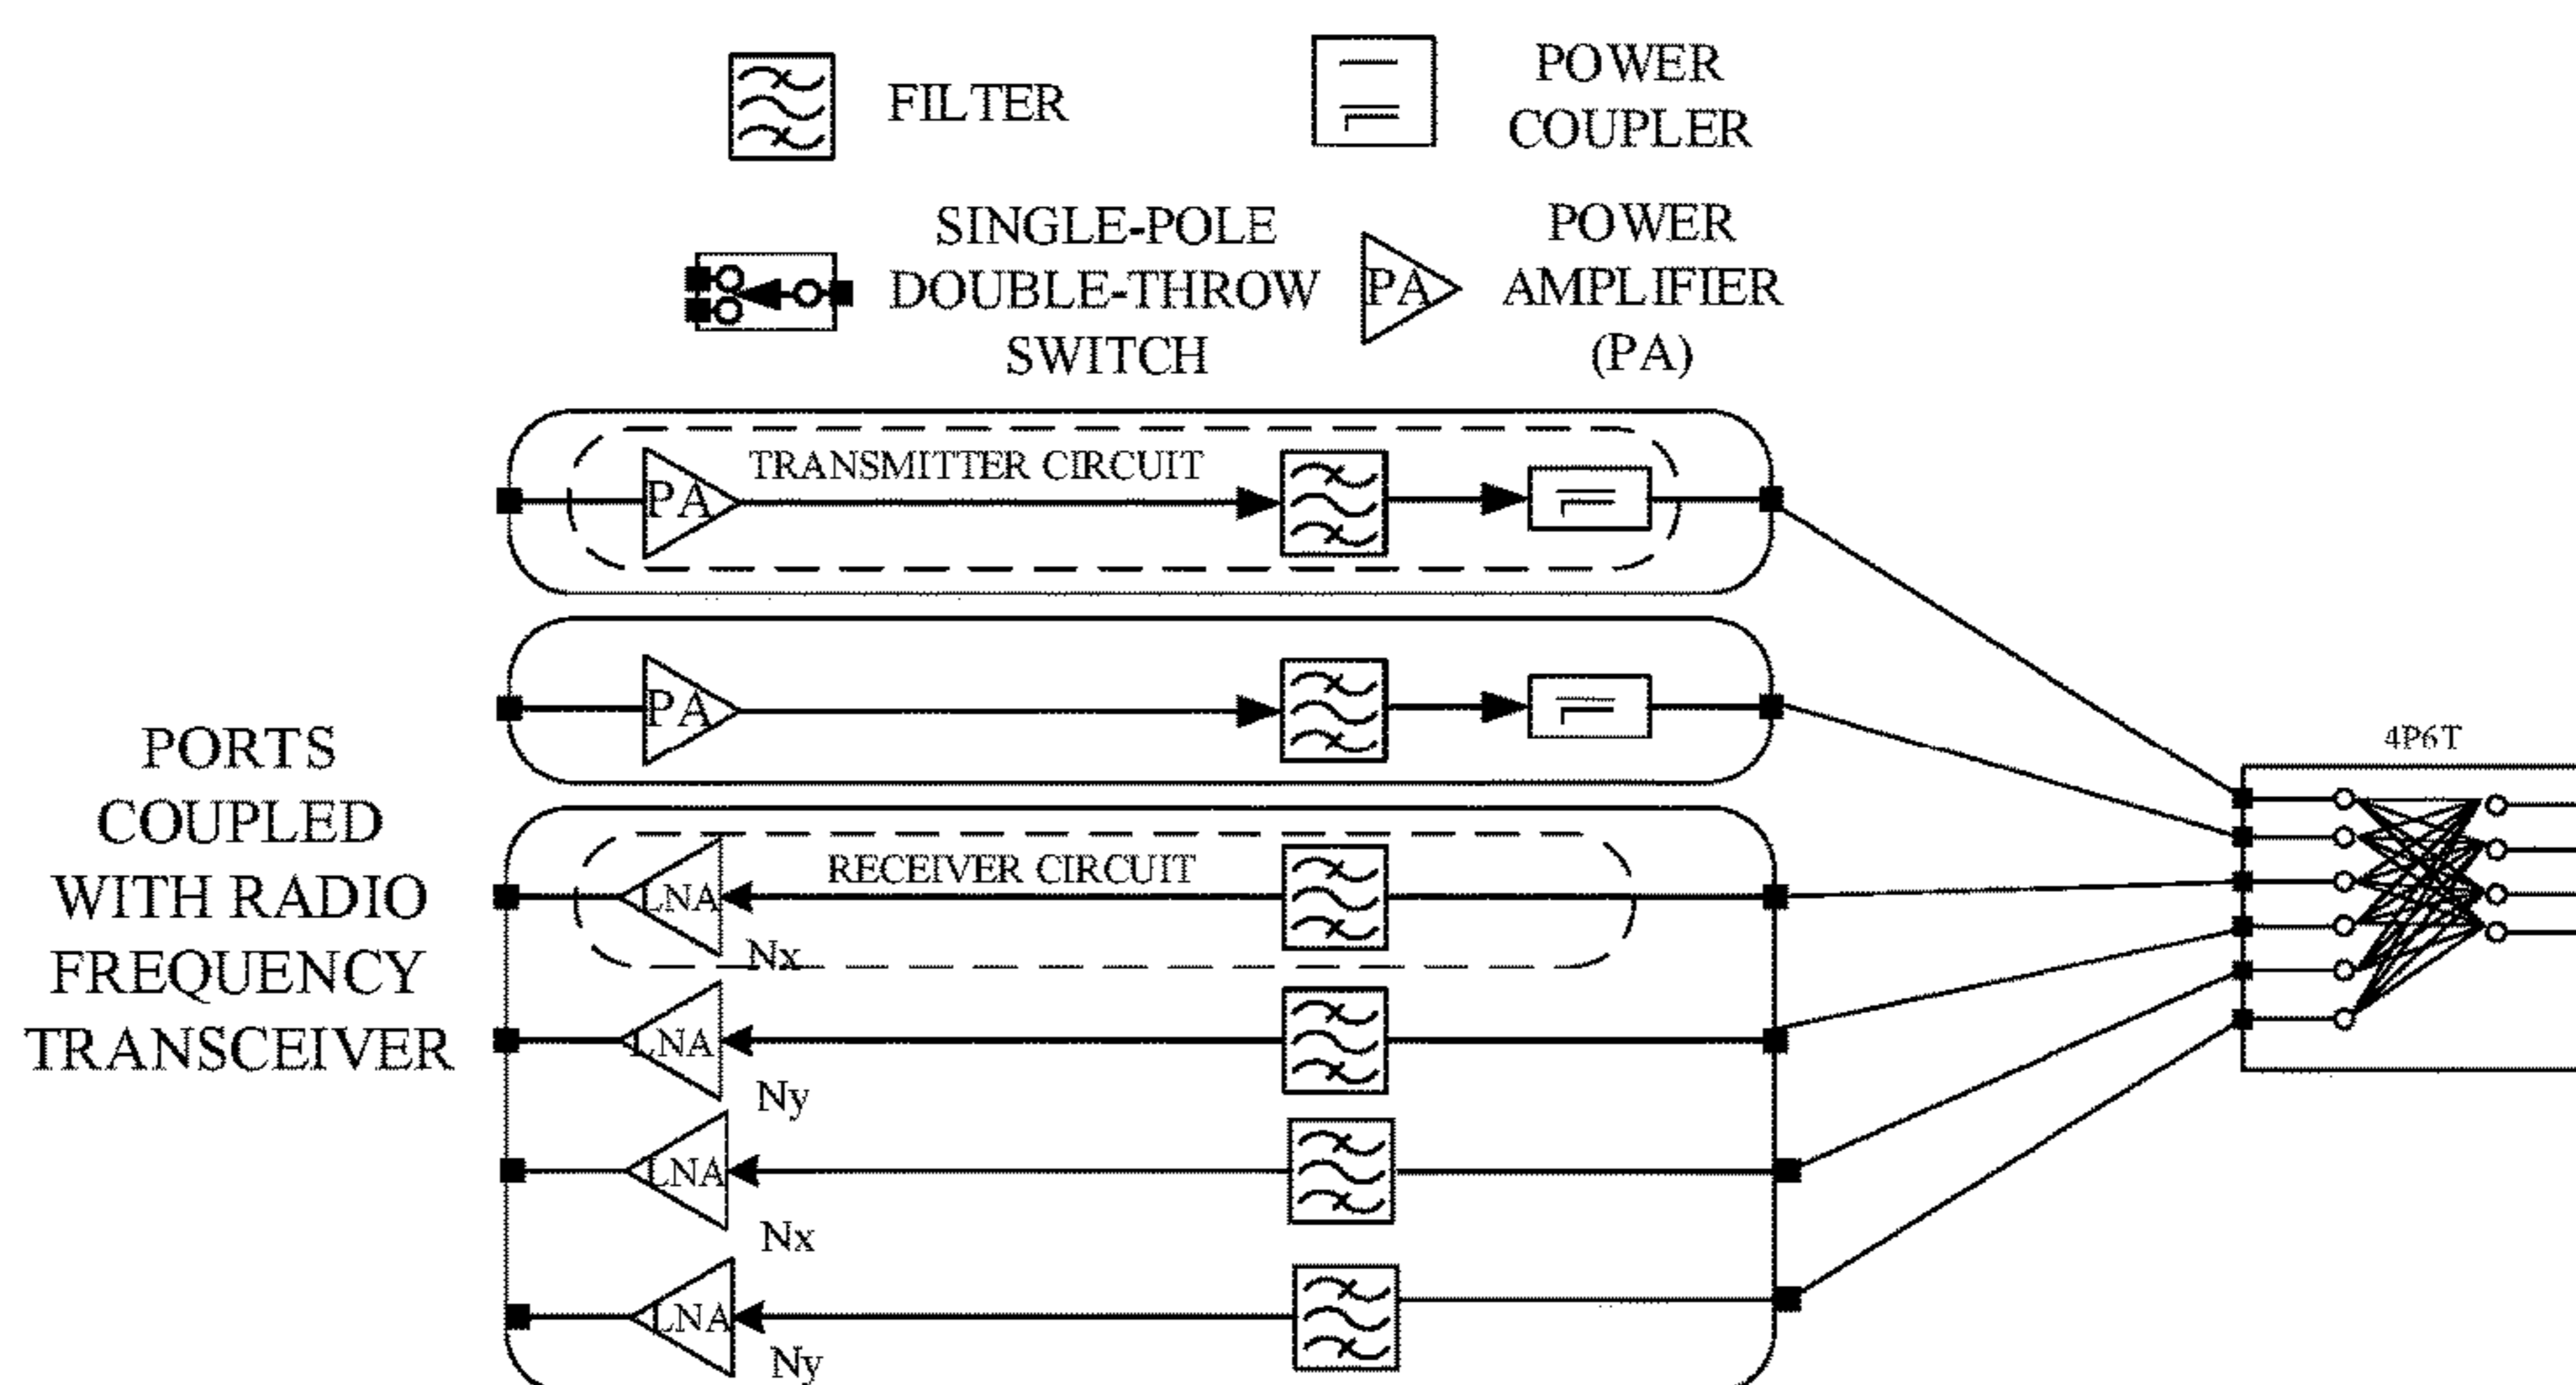 FILTER
POWER
COUPLER
SINGLE-POLE
DOUBLE-THROW
SWITCH
PA
POWER
AMPLIFIER
(PA)
TRANSMITTER CIRCUIT
PA
PA
PORTS
COUPLED
WITH RADIO
FREQUENCY
TRANSCEIVER
4P6T
RECEIVER CIRCUIT
LNA
Nx
LNA
Ny
LNA
Nx
LNA
Ny